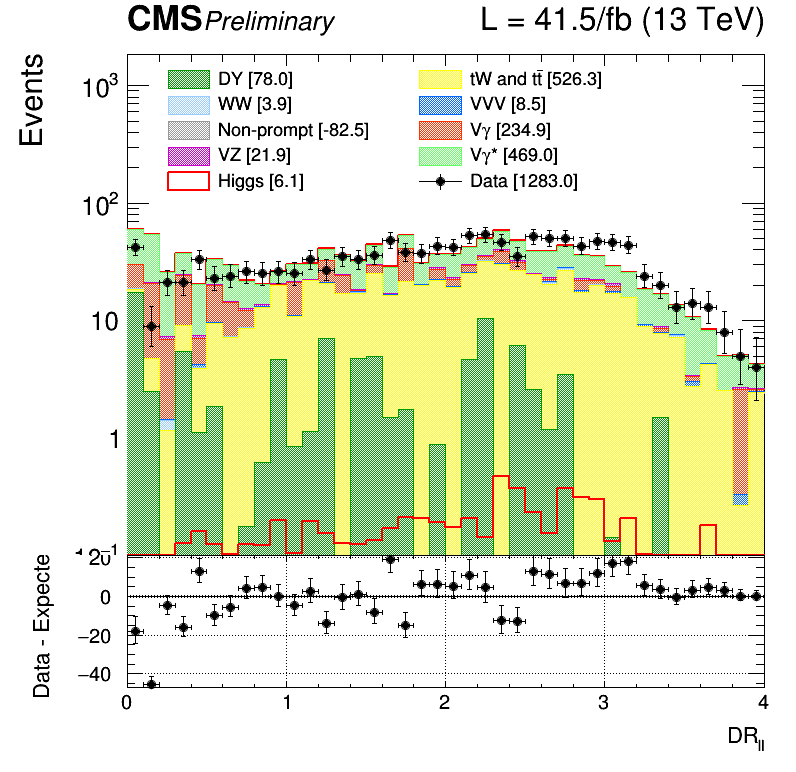 CMS Preliminary L = 41.5/fb (13 TeV)
Events
10³
10²
10
1
DY [78.0]
WW [3.9]
Non-prompt [-82.5]
VZ [21.9]
Higgs [6.1]
tW and tt̄ [526.3]
VVV [8.5]
Vγ [234.9]
Vγ* [469.0]
Data [1283.0]
Data - Expecte
20
0
−20
−40
0 1 2 3 4
DR_ll